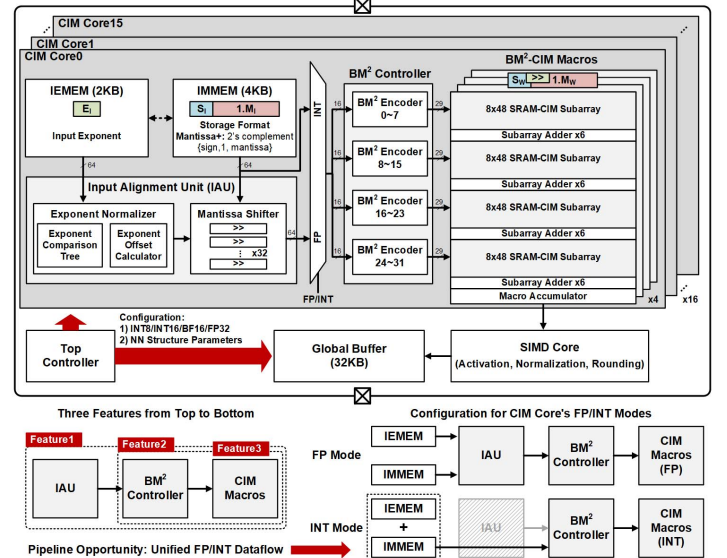 CIM Core15
CIM Core1
CIM Core0
IEMEM (2KB)
E_I
Input Exponent
IMMEM (4KB)
S_I 1.M_I
Storage Format
Mantissa+: 2's complement
{sign,1, mantissa}
64
64
Input Alignment Unit (IAU)
Exponent Normalizer
Exponent
Comparison
Tree
Exponent
Offset
Calculator
Mantissa Shifter
>>
>>
⋮ x32
>>
64
INT
FP
FP/INT
BM² Controller
16
BM² Encoder
0~7
29
16
BM² Encoder
8~15
29
16
BM² Encoder
16~23
29
16
BM² Encoder
24~31
29
BM²-CIM Macros
S_W >> 1.M_W
8x48 SRAM-CIM Subarray
Subarray Adder x6
8x48 SRAM-CIM Subarray
Subarray Adder x6
8x48 SRAM-CIM Subarray
Subarray Adder x6
8x48 SRAM-CIM Subarray
Subarray Adder x6
Macro Accumulator
x4
x16
Top
Controller
Configuration:
1) INT8/INT16/BF16/FP32
2) NN Structure Parameters
Global Buffer
(32KB)
SIMD Core
(Activation, Normalization, Rounding)
Three Features from Top to Bottom
Feature1
Feature2
Feature3
IAU
BM²
Controller
CIM
Macros
Pipeline Opportunity: Unified FP/INT Dataflow
Configuration for CIM Core's FP/INT Modes
FP Mode
IEMEM
IMMEM
IAU
BM²
Controller
CIM
Macros
(FP)
INT Mode
IEMEM
+
IMMEM
IAU
BM²
Controller
CIM
Macros
(INT)